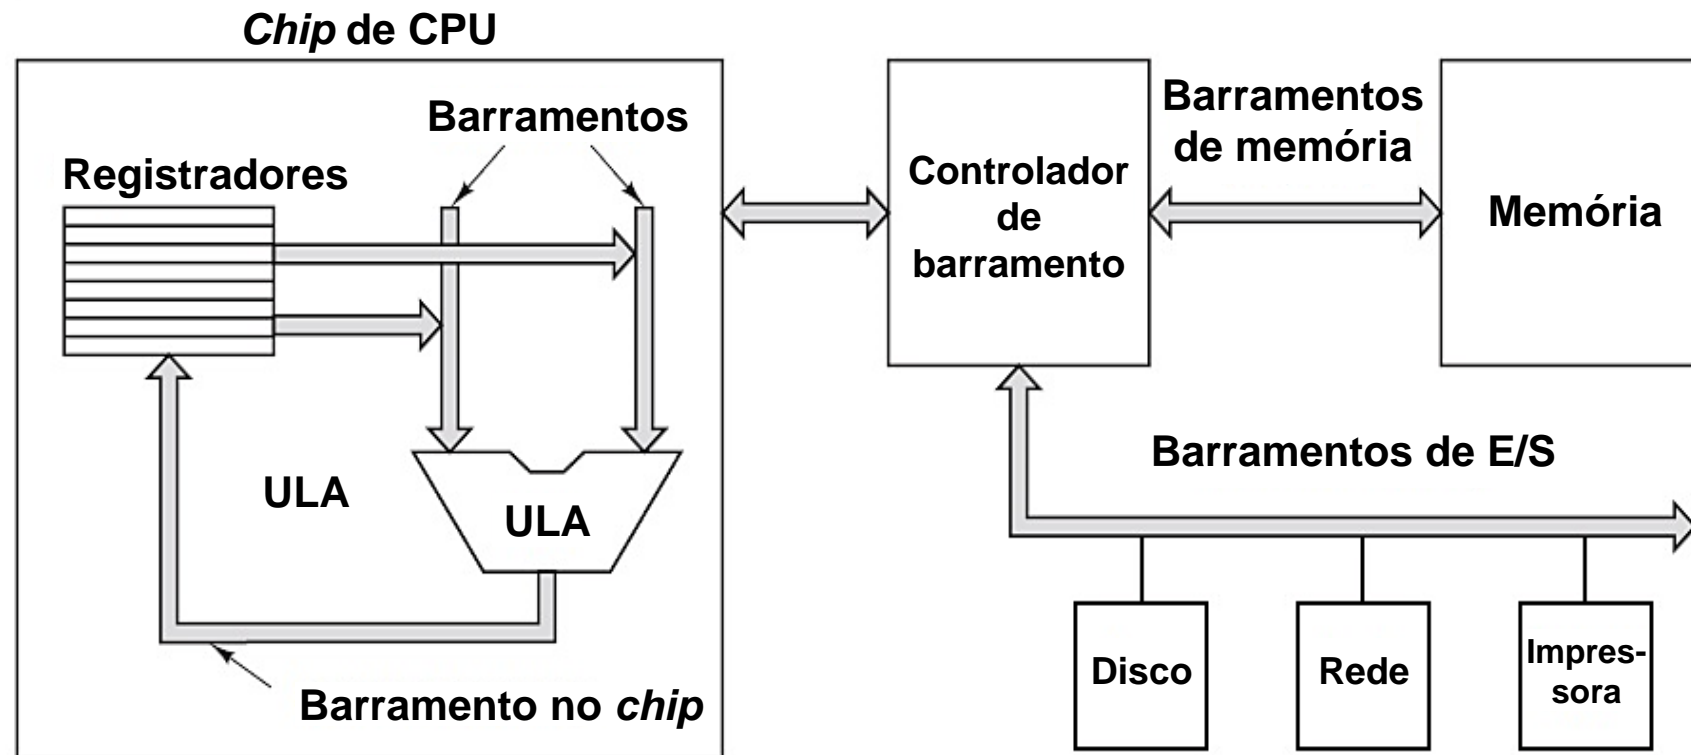 Chip de CPU
Barramentos
Registradores
ULA
ULA
Barramento no chip
Controlador
de
barramento
Barramentos
de memória
Memória
Barramentos de E/S
Disco
Rede
Impres-
sora